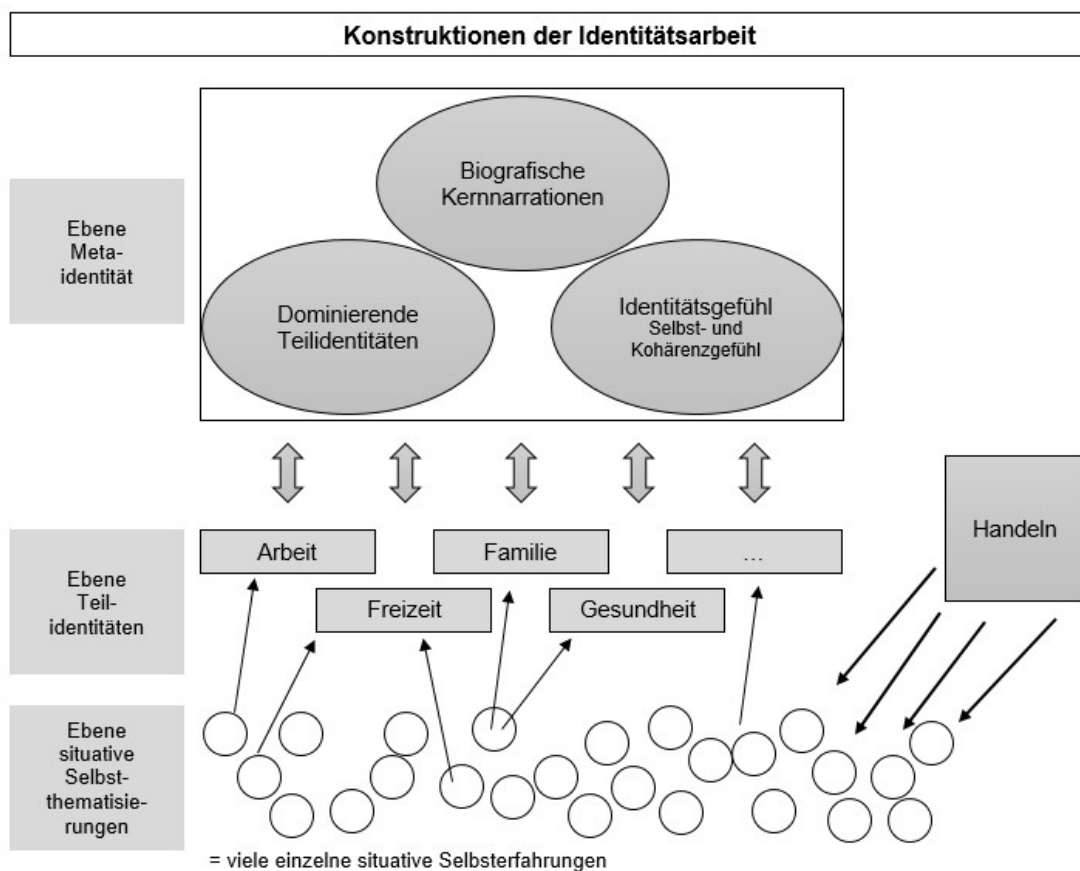 Konstruktionen der Identitätsarbeit
Ebene
Meta-
identität
Biografische
Kernnarrationen
Dominierende
Teilidentitäten
Identitätsgefühl
Selbst- und
Kohärenzgefühl
Handeln
Ebene
Teil-
identitäten
Arbeit
Familie
...
Freizeit
Gesundheit
Ebene
situative
Selbst-
thematisie-
rungen
= viele einzelne situative Selbsterfahrungen